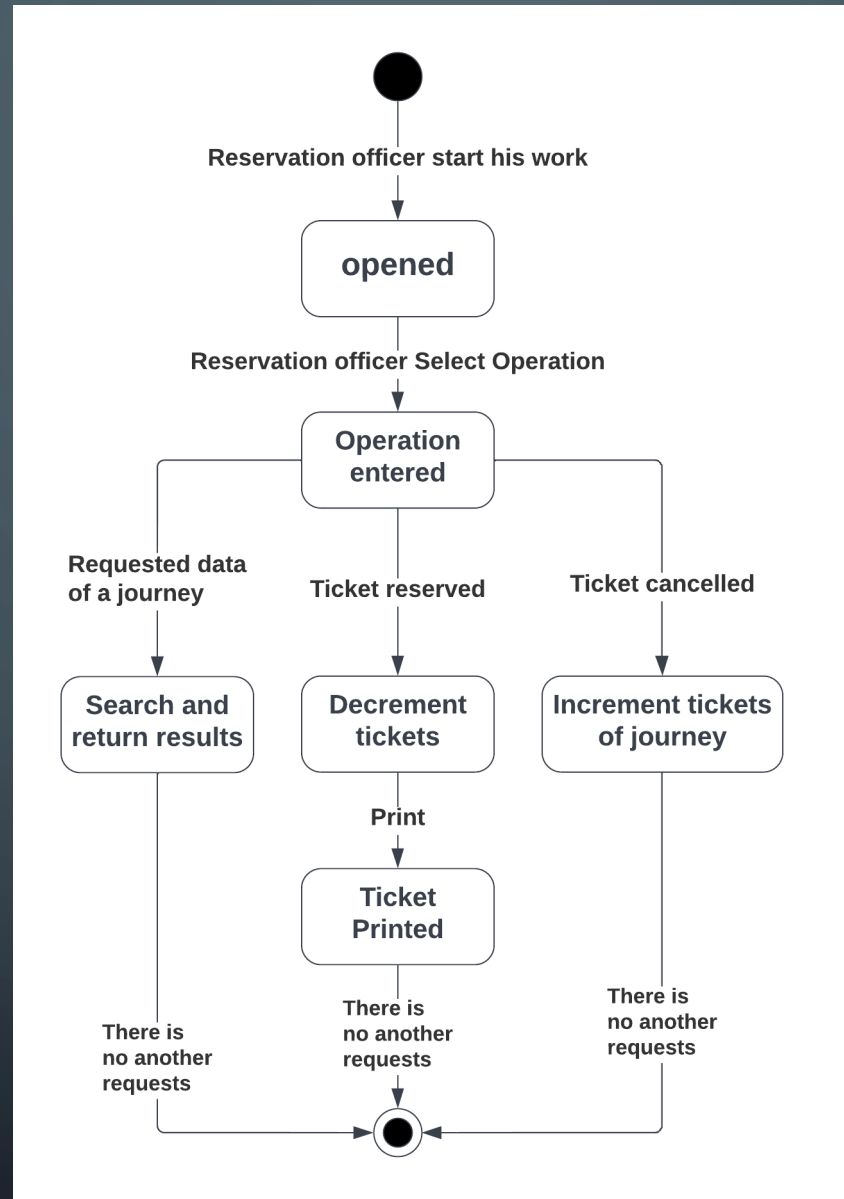 Reservation officer start his work
opened
Reservation officer Select Operation
Operation
entered
Requested data
of a journey
Ticket reserved
Ticket cancelled
Search and
return results
Decrement
tickets
Increment tickets
of journey
Print
Ticket
Printed
There is
no another
requests
There is
no another
requests
There is
no another
requests